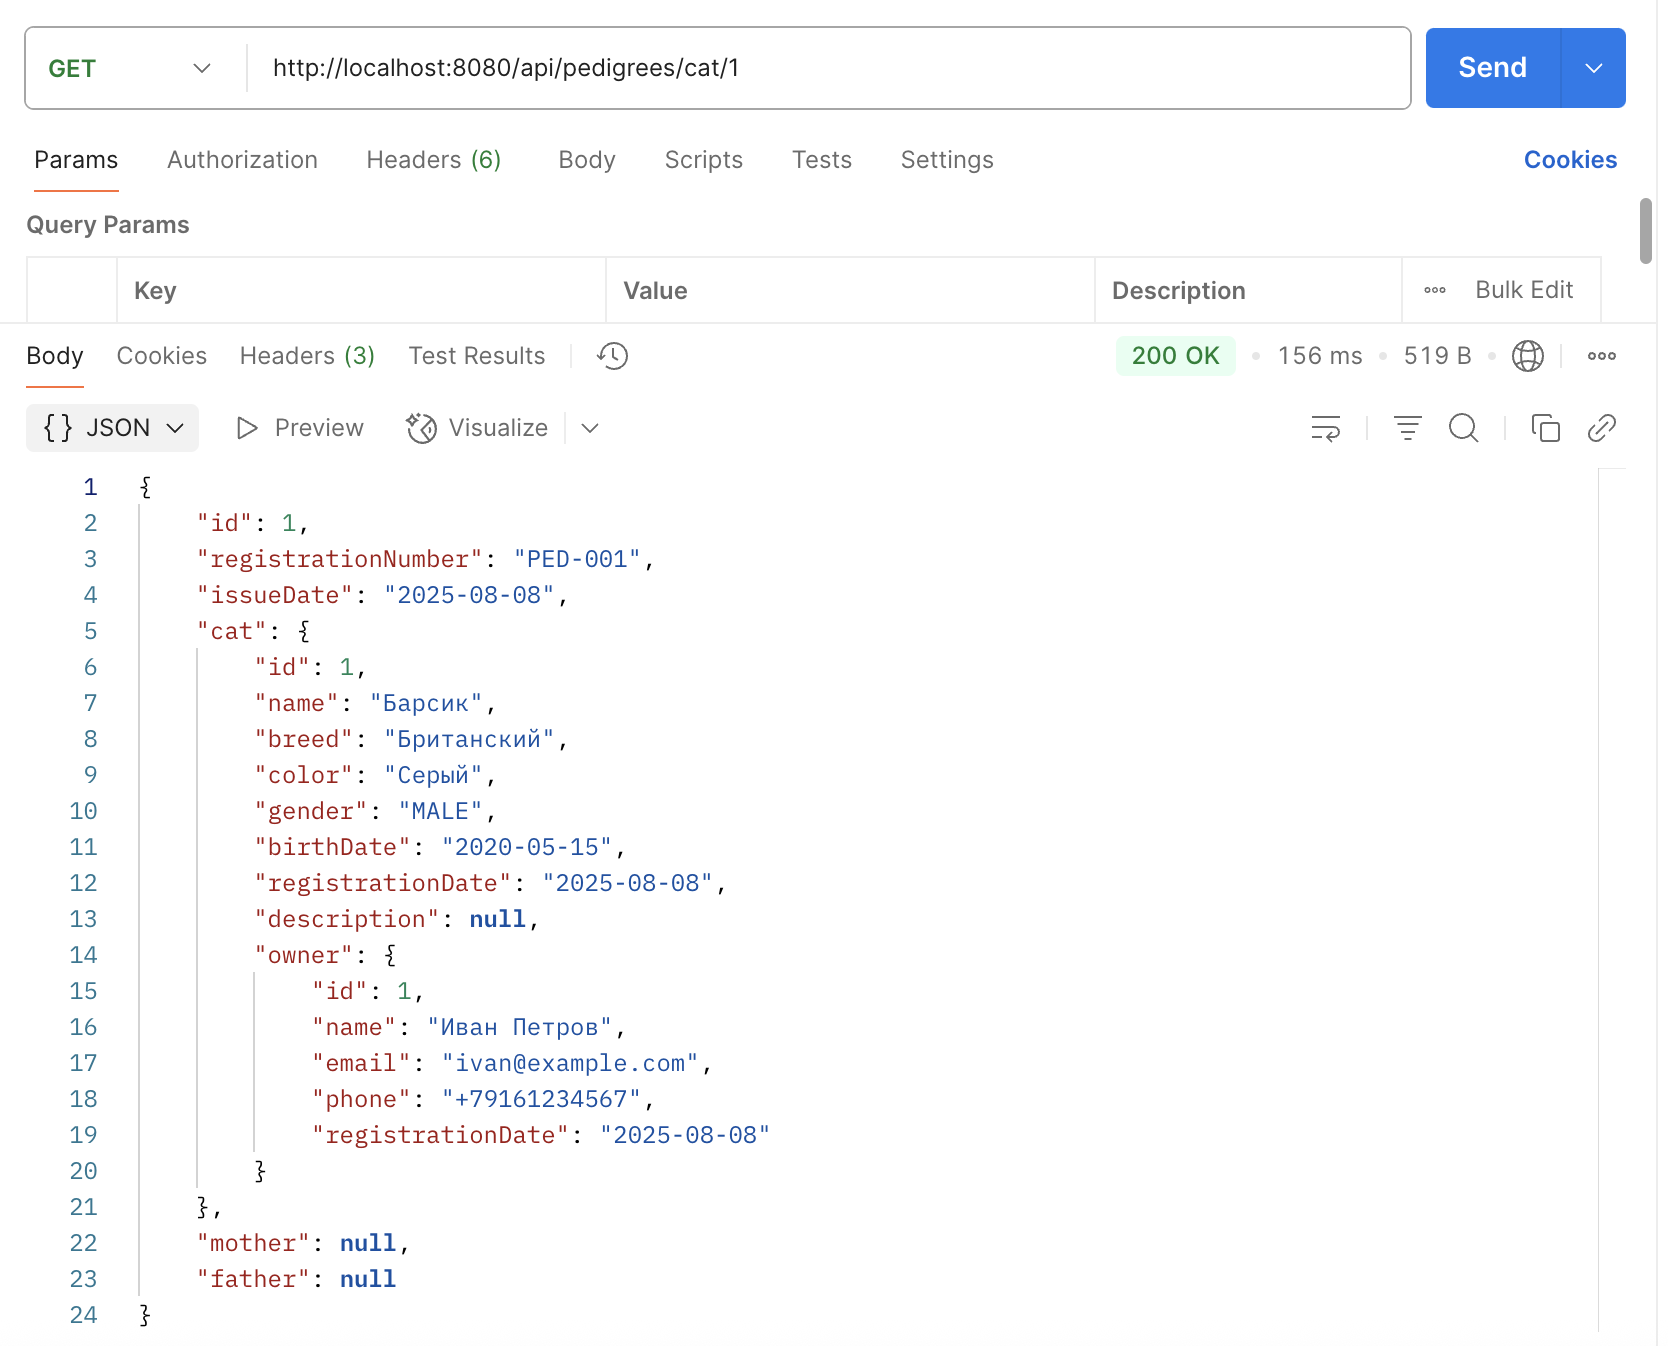 GET http://localhost:8080/api/pedigrees/cat/1 Send
Params Authorization Headers (6) Body Scripts Tests Settings Cookies
Query Params
Key Value Description Bulk Edit
Body Cookies Headers (3) Test Results 200 OK 156 ms 519 B
{} JSON Preview Visualize
1 {
2 "id": 1,
3 "registrationNumber": "PED-001",
4 "issueDate": "2025-08-08",
5 "cat": {
6 "id": 1,
7 "name": "Барсик",
8 "breed": "Британский",
9 "color": "Серый",
10 "gender": "MALE",
11 "birthDate": "2020-05-15",
12 "registrationDate": "2025-08-08",
13 "description": null,
14 "owner": {
15 "id": 1,
16 "name": "Иван Петров",
17 "email": "ivan@example.com",
18 "phone": "+79161234567",
19 "registrationDate": "2025-08-08"
20 }
21 },
22 "mother": null,
23 "father": null
24 }